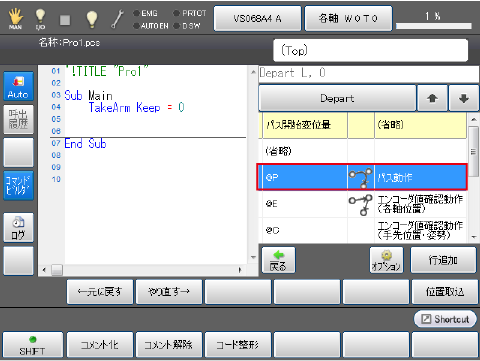 MAN
I/O
EMG
AUTOEN
PRTCT
DSW
VS068A4 A
各軸 W0T0
1 %
名称:Pro1.pcs
(Top)
Auto
呼出
履歴
コマンド
ビルダ
ログ
01 '!TITLE "Pro1"
02
03 Sub Main
04 TakeArm Keep = 0
05
06
07 End Sub
08
09
10
Depart L, 0
Depart
パス開始変位量 (省略)
(省略)
@P パス動作
@E エンコーダ値確認動作
(各軸位置)
@C エンコーダ値確認動作
(手先位置・姿勢)
戻る
オプション
行追加
←元に戻す
やり直す→
位置取込
Shortcut
SHIFT
コメント化
コメント解除
コード整形